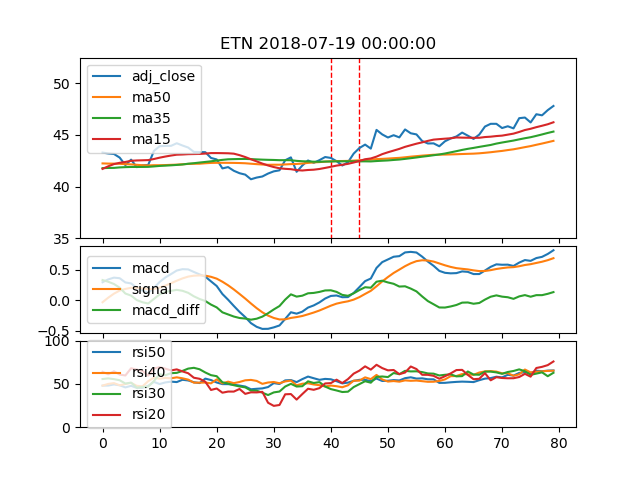 ETN 2018-07-19 00:00:00
50
45
40
35
adj_close
ma50
ma35
ma15
0.5
0.0
−0.5
macd
signal
macd_diff
100
50
0
rsi50
rsi40
rsi30
rsi20
0 10 20 30 40 50 60 70 80